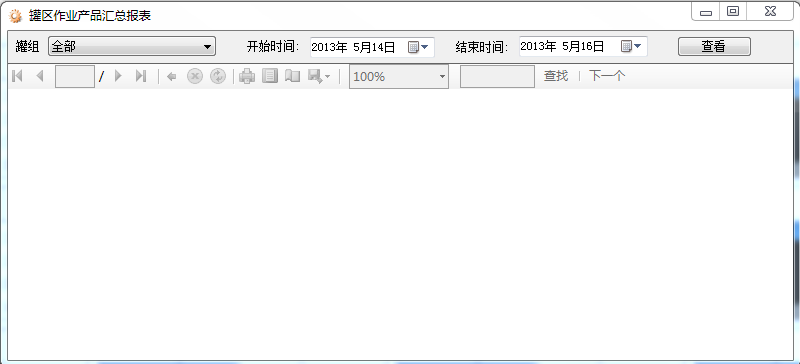 罐区作业产品汇总报表
罐组 全部 开始时间: 2013年 5月14日 结束时间: 2013年 5月16日 查看
/ 100% 查找 下一个